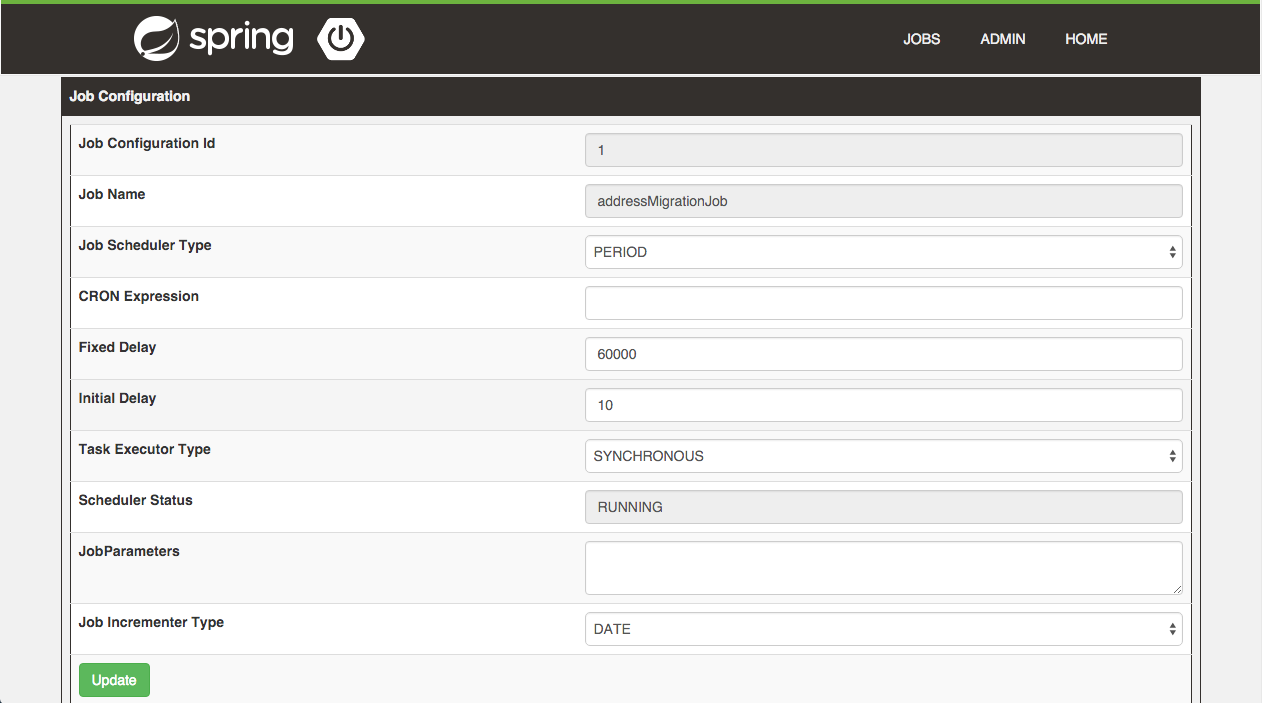 spring JOBS ADMIN HOME
Job Configuration
Job Configuration Id 1
Job Name addressMigrationJob
Job Scheduler Type PERIOD
CRON Expression
Fixed Delay 60000
Initial Delay 10
Task Executor Type SYNCHRONOUS
Scheduler Status RUNNING
JobParameters
Job Incrementer Type DATE
Update